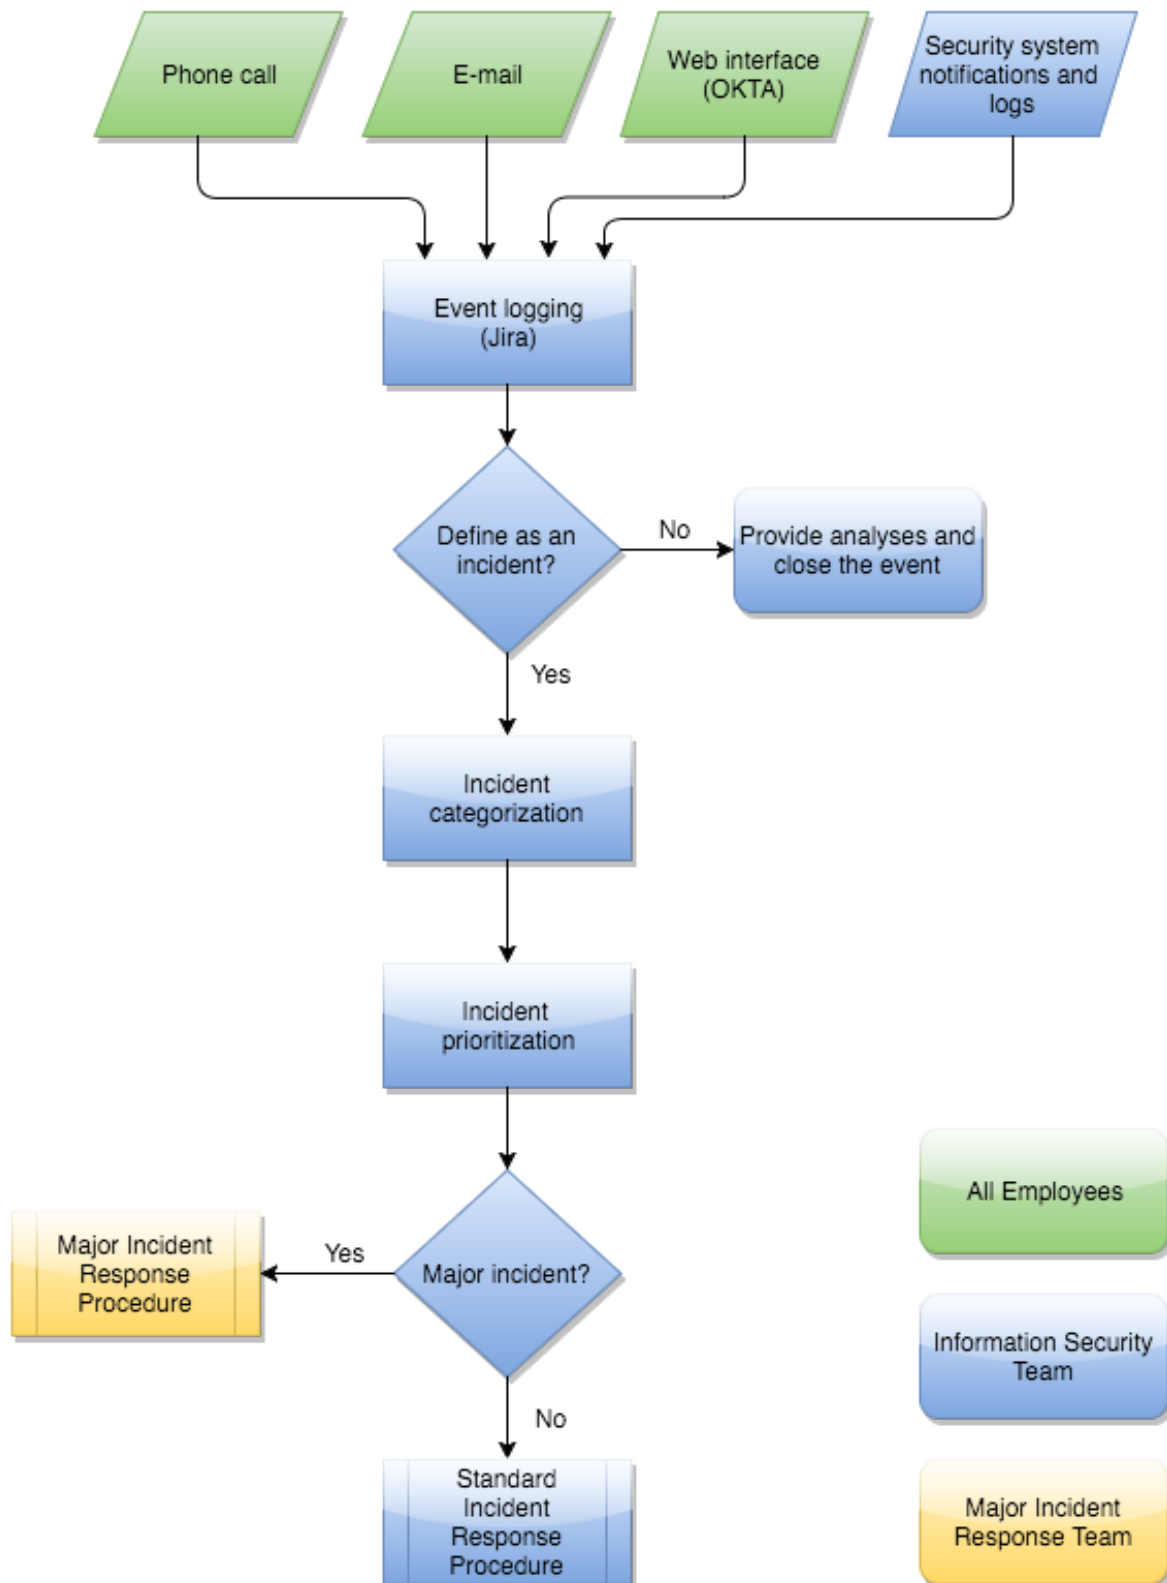 Phone call
E-mail
Web interface
(OKTA)
Security system
notifications and
logs
Event logging
(Jira)
Define as an
incident?
No
Provide analyses and
close the event
Yes
Incident
categorization
Incident
prioritization
All Employees
Major Incident
Response
Procedure
Yes
Major incident?
Information Security
Team
No
Standard
Incident
Response
Procedure
Major Incident
Response Team